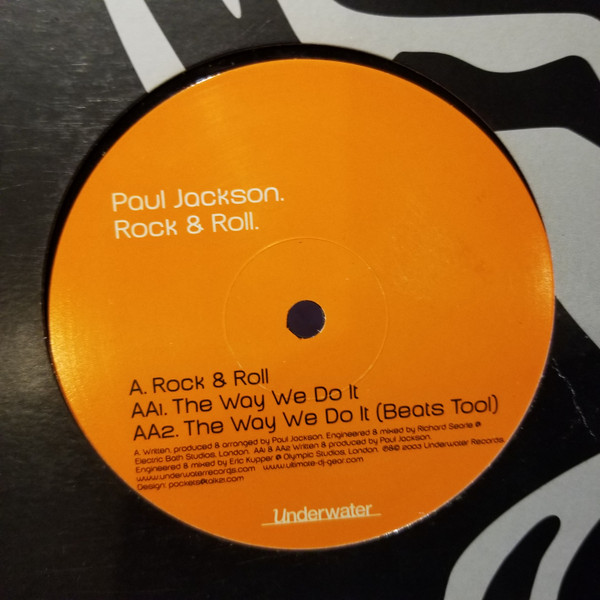 Paul Jackson.
Rock & Roll.
A. Rock & Roll
AA1. The Way We Do It
AA2. The Way We Do It (Beats Tool)
A. Written, produced & arranged by Paul Jackson. Engineered & mixed by Richard Searle @
Electric Bath Studios, London. AA1 & AA2 Written & produced by Paul Jackson.
Engineered & mixed by Eric Kupper @ Olympic Studios, London. ℗© 2003 Underwater Records.
www.underwaterrecords.com www.ultimate-dj-gear.com
Design:
Underwater